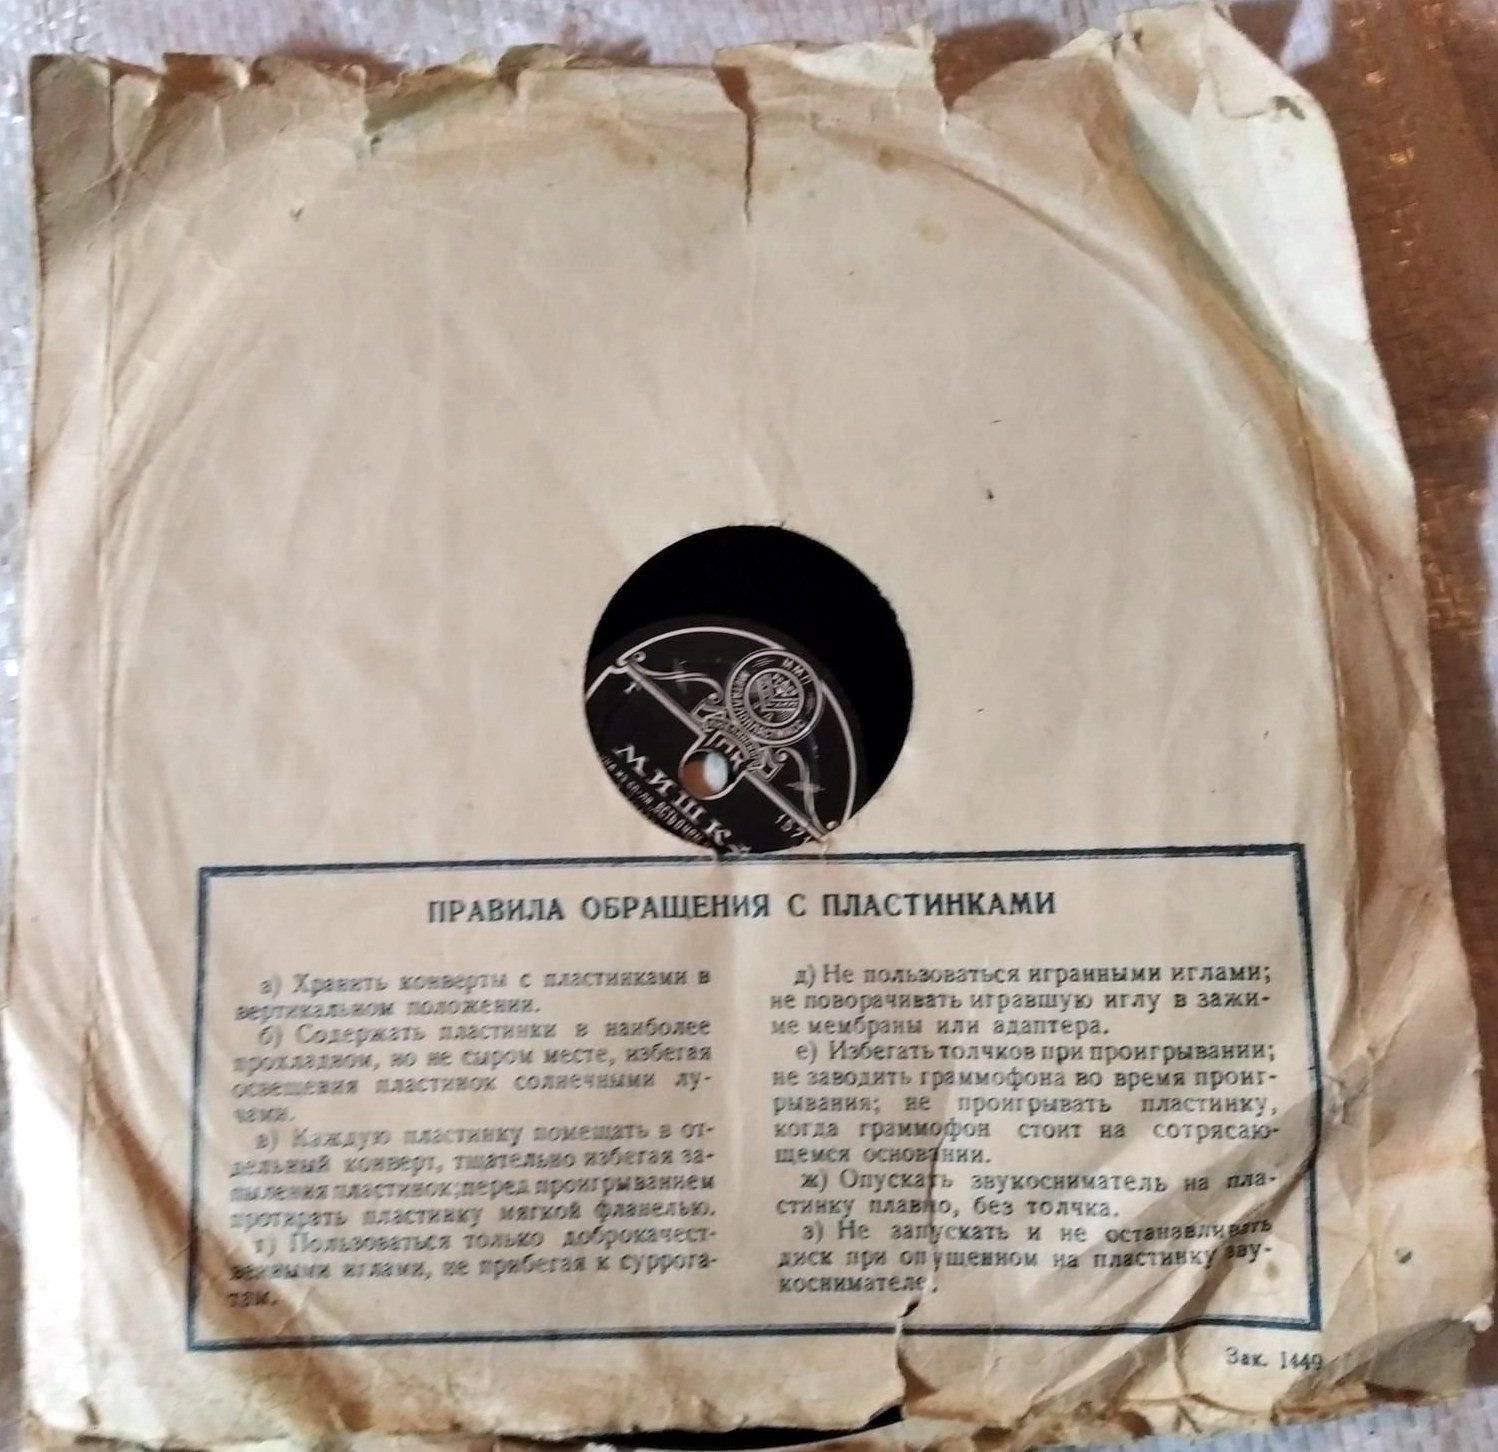 ММП
МЕТАЛЛОПЛАСТМАСС
МИШК
ПРАВИЛА ОБРАЩЕНИЯ С ПЛАСТИНКАМИ
а) Хранить конверты с пластинками в
вертикальном положении.
б) Содержать пластинки в наиболее
прохладном, но не сыром месте, избегая
освещения пластинок солнечными лу-
чами.
в) Каждую пластинку помещать в от-
дельный конверт, тщательно избегая за-
пыления пластинок; перед проигрыванием
протирать пластинку мягкой фланелью.
г) Пользоваться только доброкачест-
венными иглами, не прибегая к суррога-
там.
д) Не пользоваться игранными иглами;
не поворачивать игравшую иглу в зажи-
ме мембраны или адаптера.
е) Избегать толчков при проигрывании;
не заводить граммофона во время проиг-
рывания; не проигрывать пластинку,
когда граммофон стоит на сотрясаю-
щемся основании.
ж) Опускать звукосниматель на пла-
стинку плавно, без толчка.
з) Не запускать и не останавливать
диск при опущенном на пластинку зву-
коснимателе.
Зак. 1449